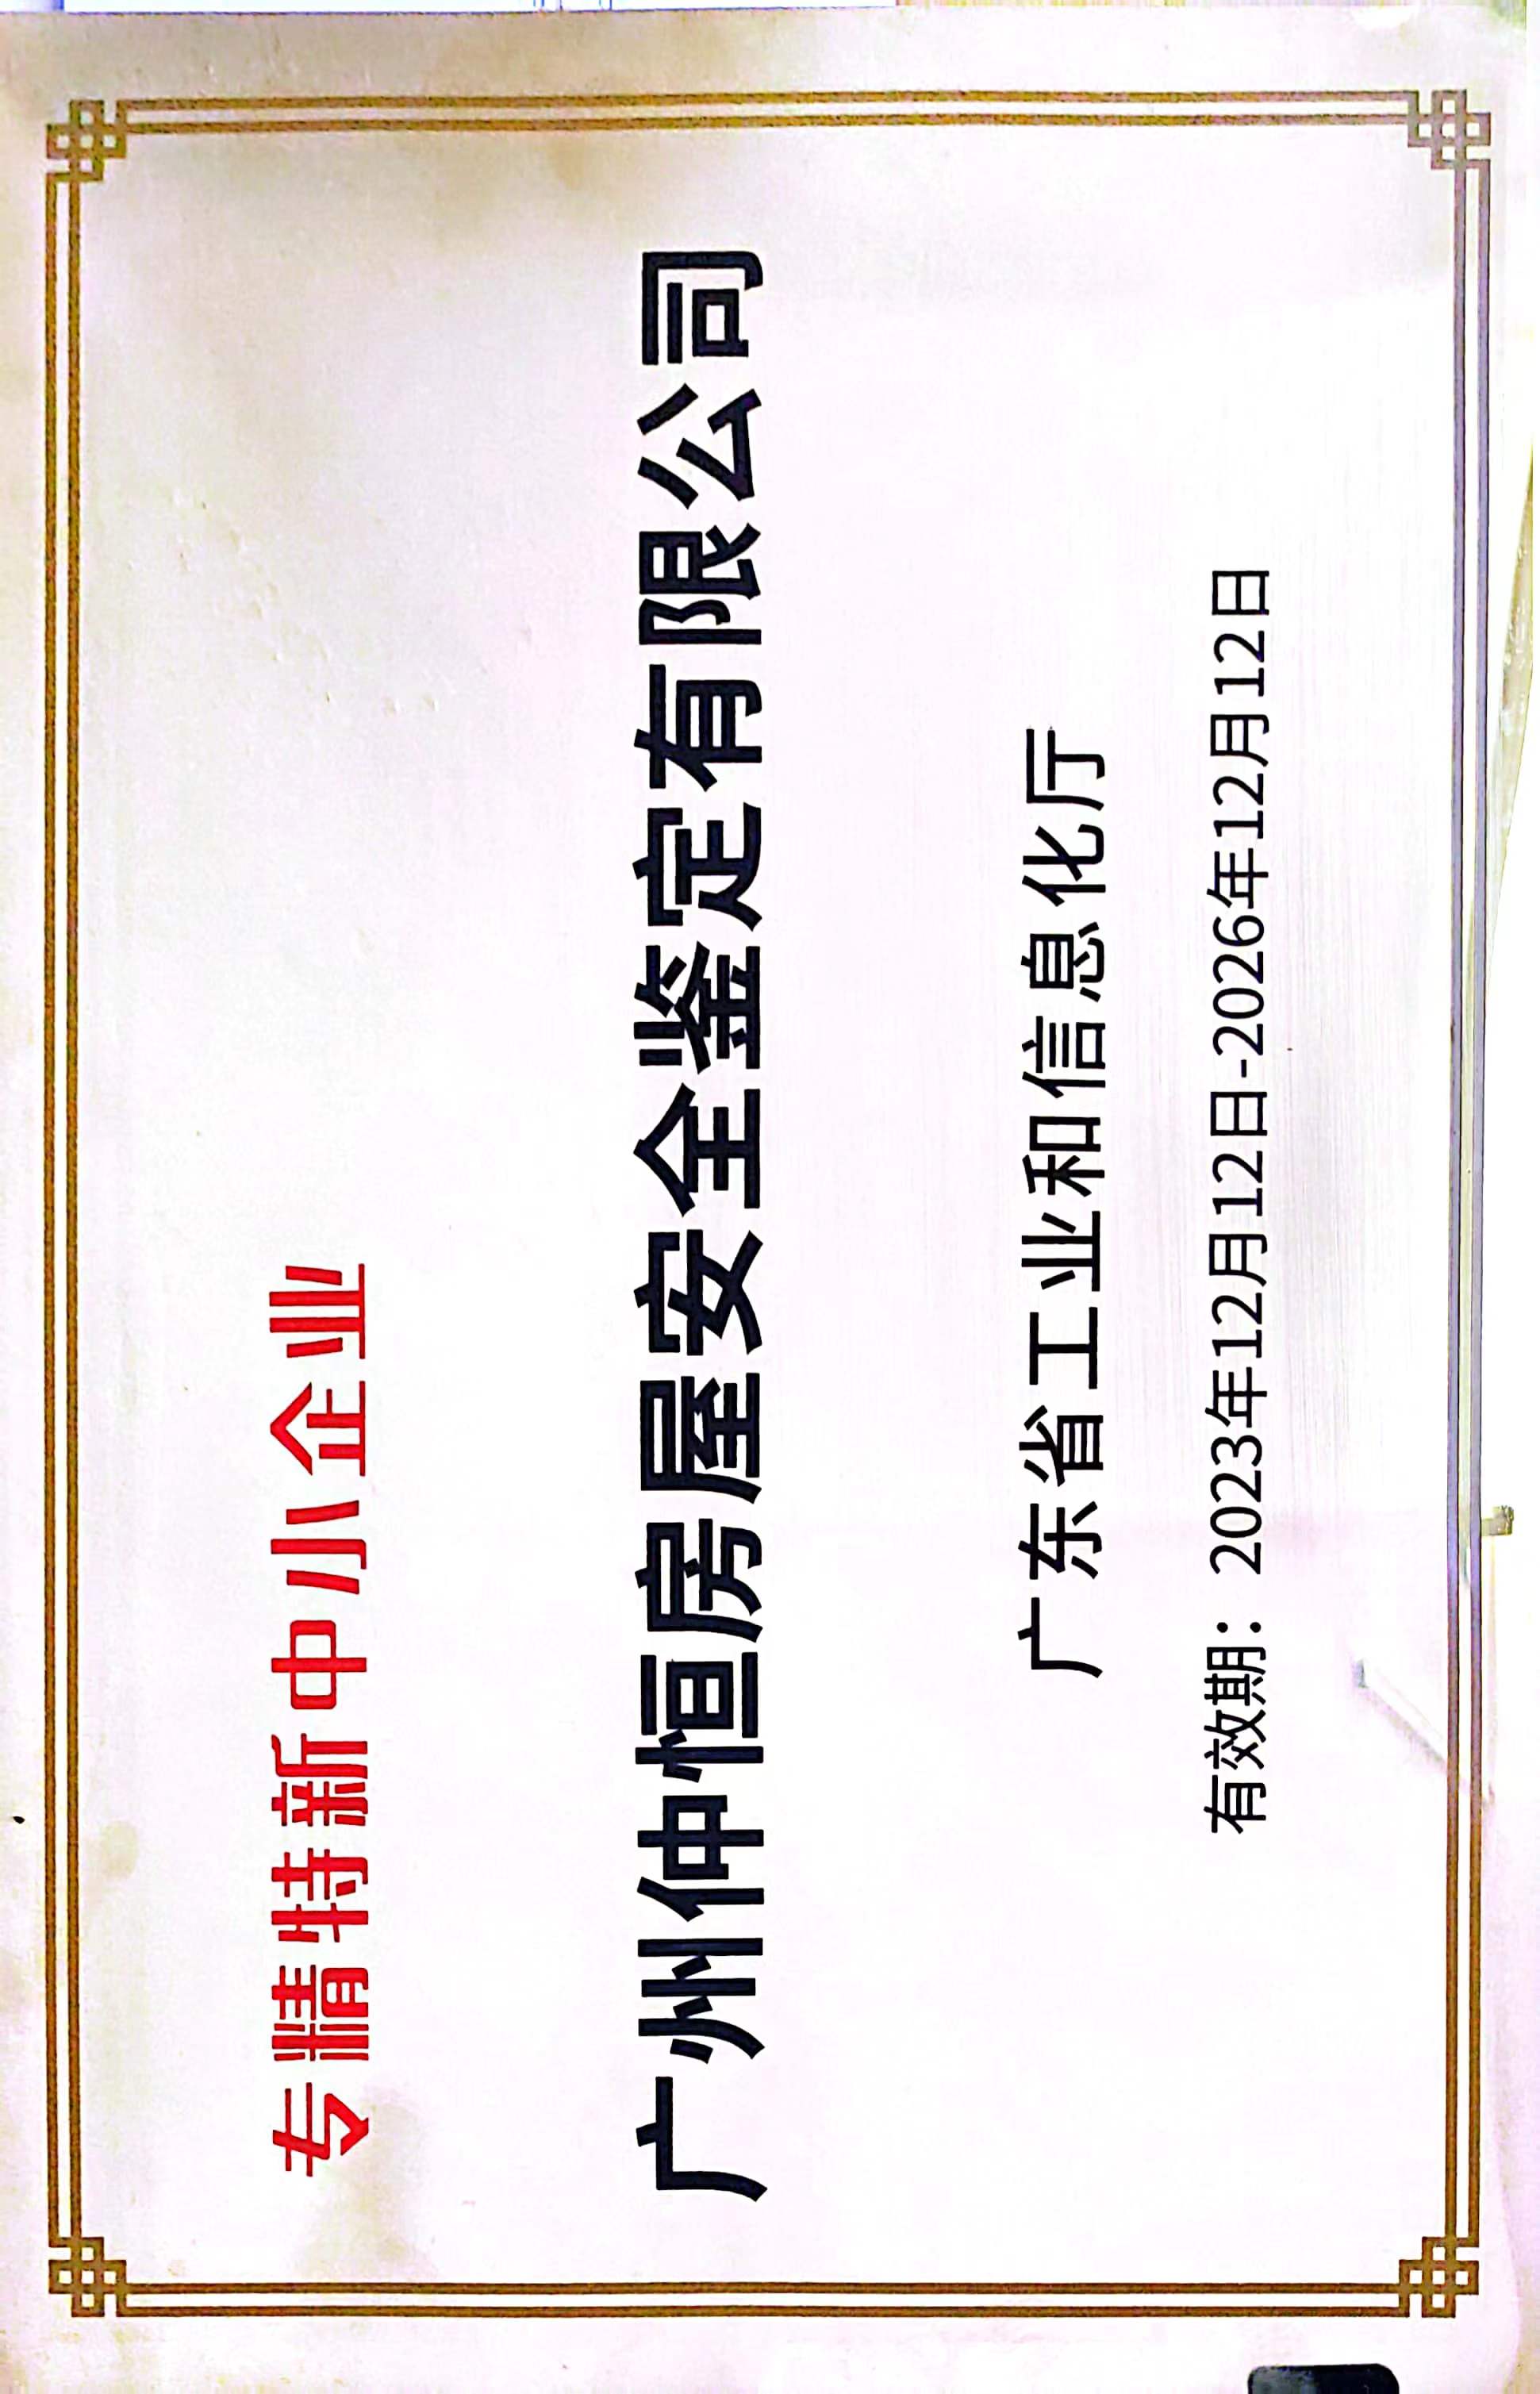 专精特新中小企业
广州仲恒房屋安全鉴定有限公司
广东省工业和信息化厅
有效期：2023年12月12日-2026年12月12日